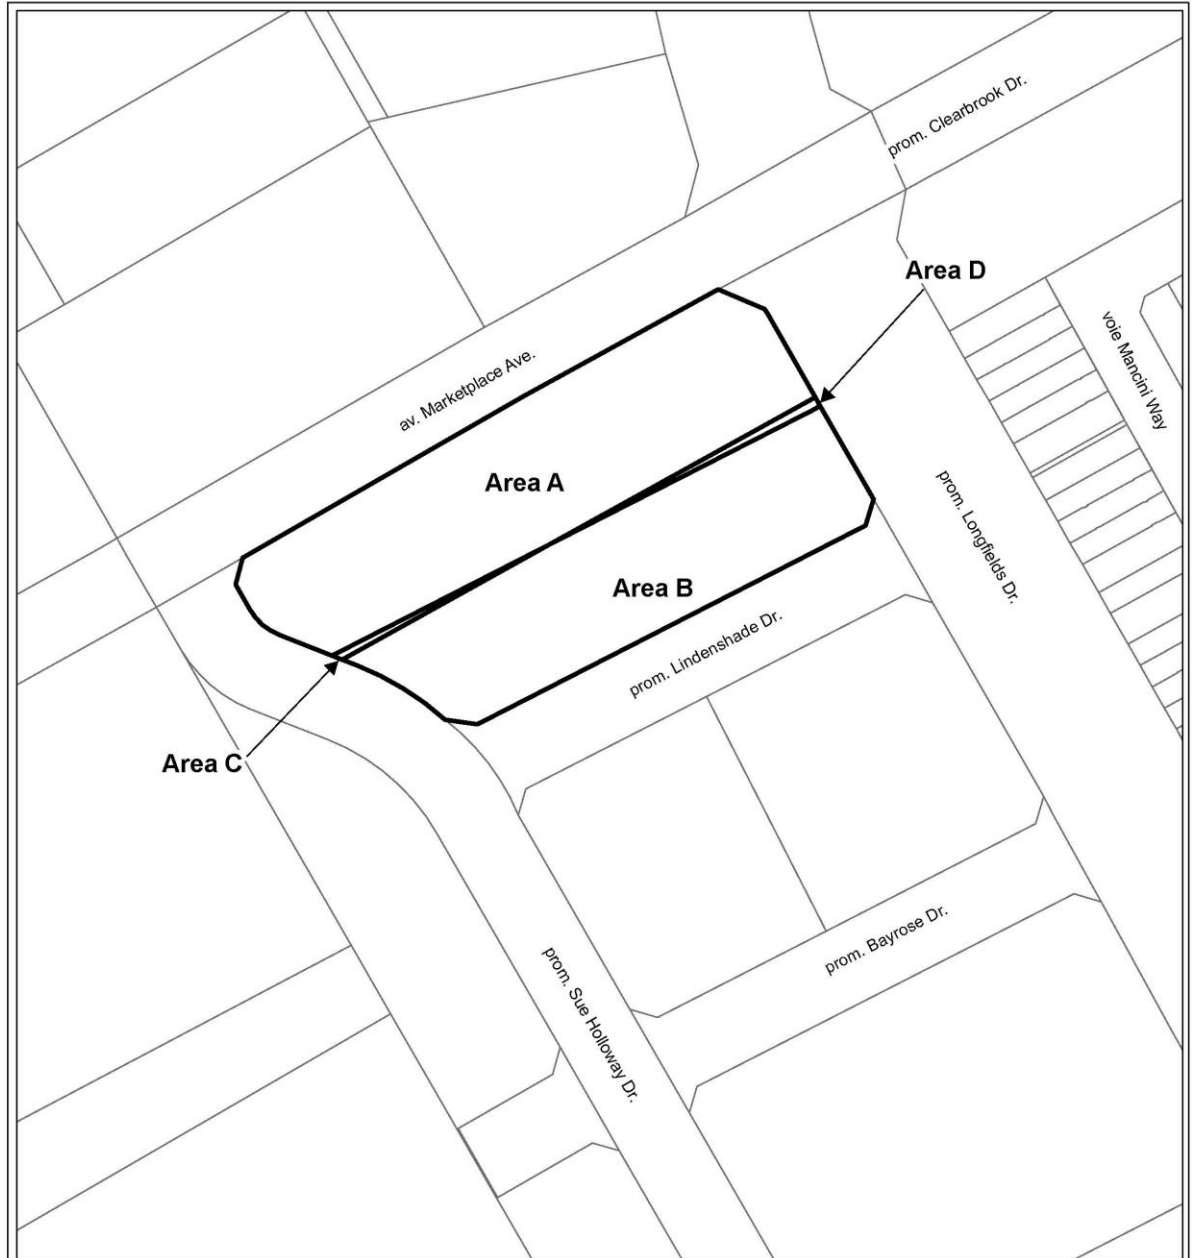 prom. Clearbrook Dr.
Area D
voie Mancini Way
av. Marketplace Ave.
Area A
prom. Longfields Dr.
Area B
prom. Lindenshade Dr.
Area C
prom. Bayrose Dr.
prom. Sue Holloway Dr.